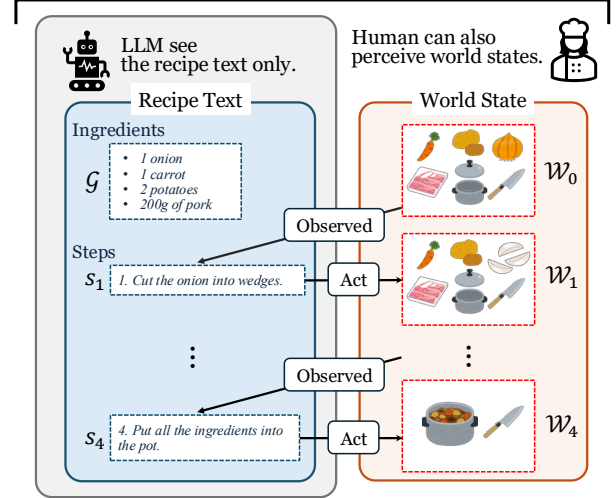 LLM see
the recipe text only.
Human can also
perceive world states.
Recipe Text
World State
Ingredients
𝒢
• 1 onion
• 1 carrot
• 2 potatoes
• 200g of pork
𝒲₀
Observed
Steps
s₁
1. Cut the onion into wedges.
Act
𝒲₁
⋮
⋮
Observed
s₄
4. Put all the ingredients into
the pot.
Act
𝒲₄